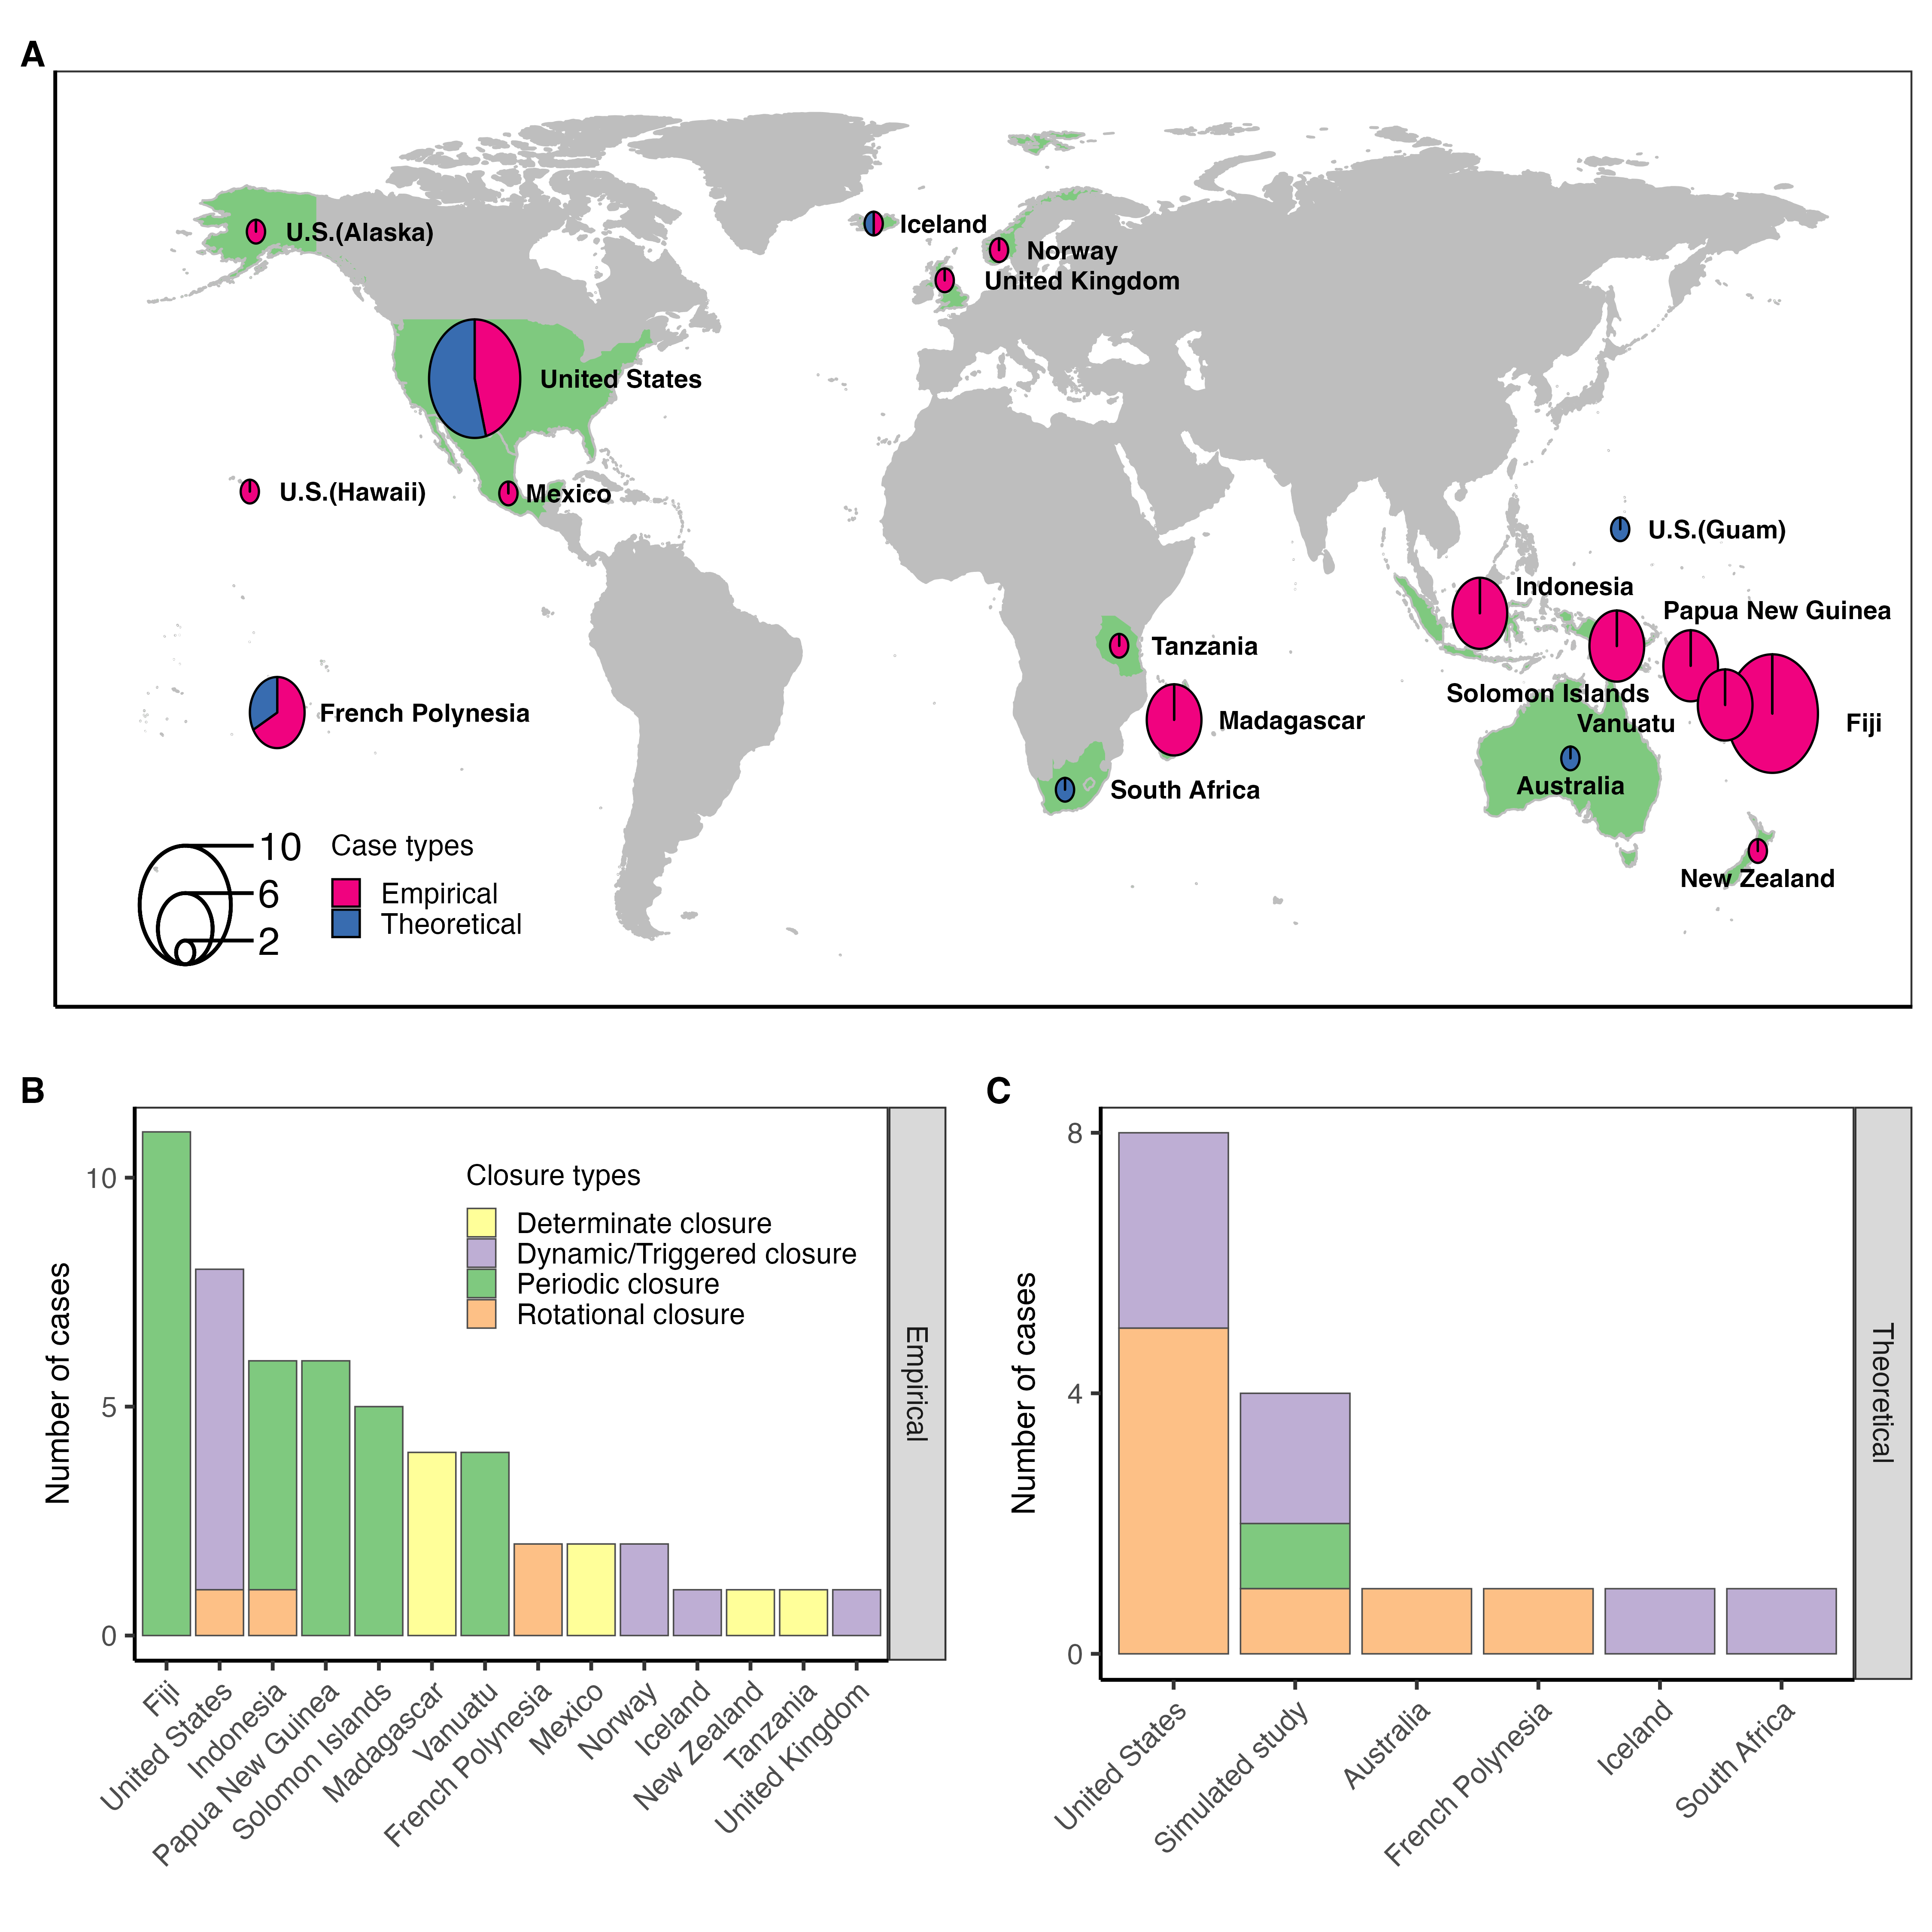 A
U.S.(Alaska)
Iceland
Norway
United Kingdom
United States
U.S.(Hawaii)
Mexico
U.S.(Guam)
Indonesia
Papua New Guinea
Tanzania
Solomon Islands
French Polynesia
Madagascar
Vanuatu
Fiji
Australia
South Africa
New Zealand
10
6
2
Case types
Empirical
Theoretical
B
Number of cases
10
5
0
Closure types
Determinate closure
Dynamic/Triggered closure
Periodic closure
Rotational closure
Empirical
Fiji
United States
Indonesia
Papua New Guinea
Solomon Islands
Madagascar
Vanuatu
French Polynesia
Mexico
Norway
Iceland
New Zealand
Tanzania
United Kingdom
C
Number of cases
8
4
0
Theoretical
United States
Simulated study
Australia
French Polynesia
Iceland
South Africa